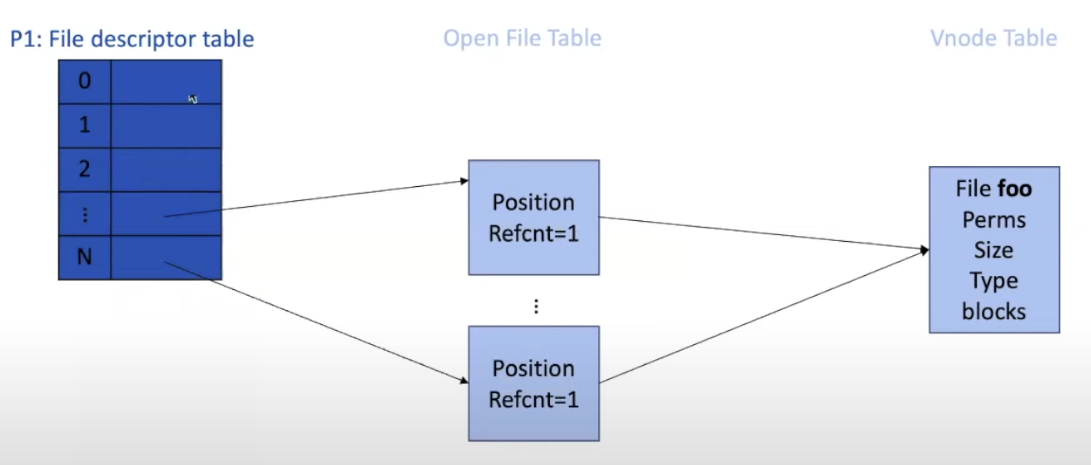 P1: File descriptor table
Open File Table
Vnode Table
0
1
2
⋮
N
Position
Refcnt=1
⋮
Position
Refcnt=1
File foo
Perms
Size
Type
blocks